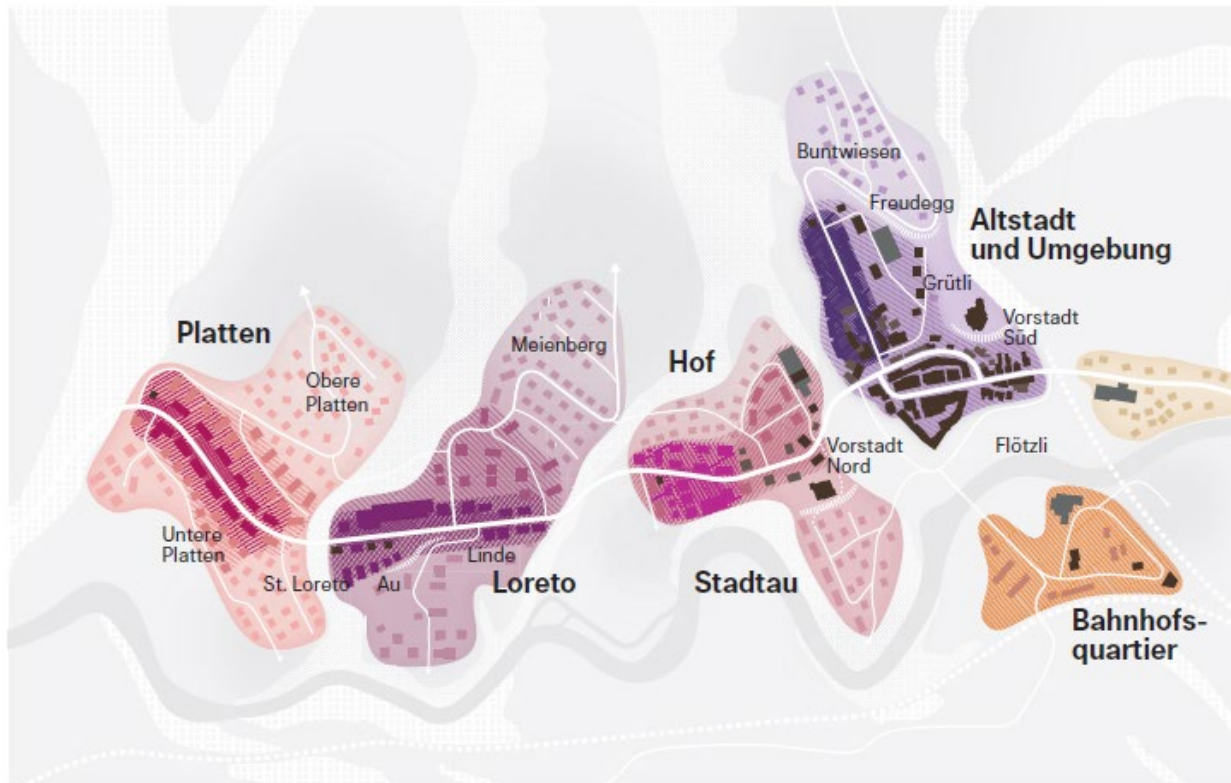 Buntwiesen
Freudegg
Altstadt
und Umgebung
Grütli
Vorstadt
Süd
Platten
Meienberg
Hof
Obere
Platten
Vorstadt
Nord
Flötzli
Untere
Platten
St. Loreto
Au
Linde
Loreto
Stadtau
Bahnhofs-
quartier